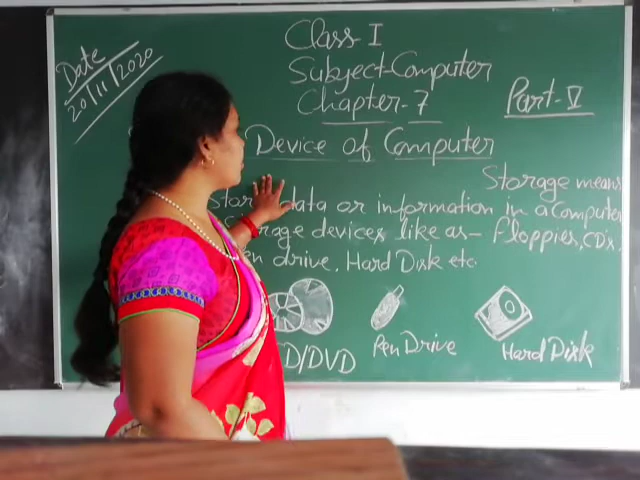 Date
20/11/2020
Class I
Subject-Computer
Chapter-7
Part-V
Device of Computer
Storage means
data or information in a Computer
devices like as- Floppies, CD's,
drive, Hard Disk etc.
D/DVD
Pen Drive
Hard Disk